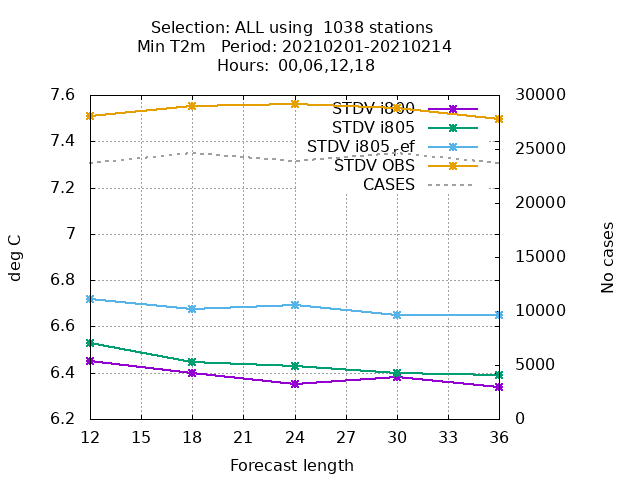 Selection: ALL using  1038 stations
Min T2m   Period: 20210201-20210214
Hours:  00,06,12,18
7.6
7.4
7.2
7
6.8
6.6
6.4
6.2
deg C
STDV i800
STDV i805
STDV i805,ef
STDV OBS
CASES
30000
25000
20000
15000
10000
5000
0
No cases
12 15 18 21 24 27 30 33 36
Forecast length